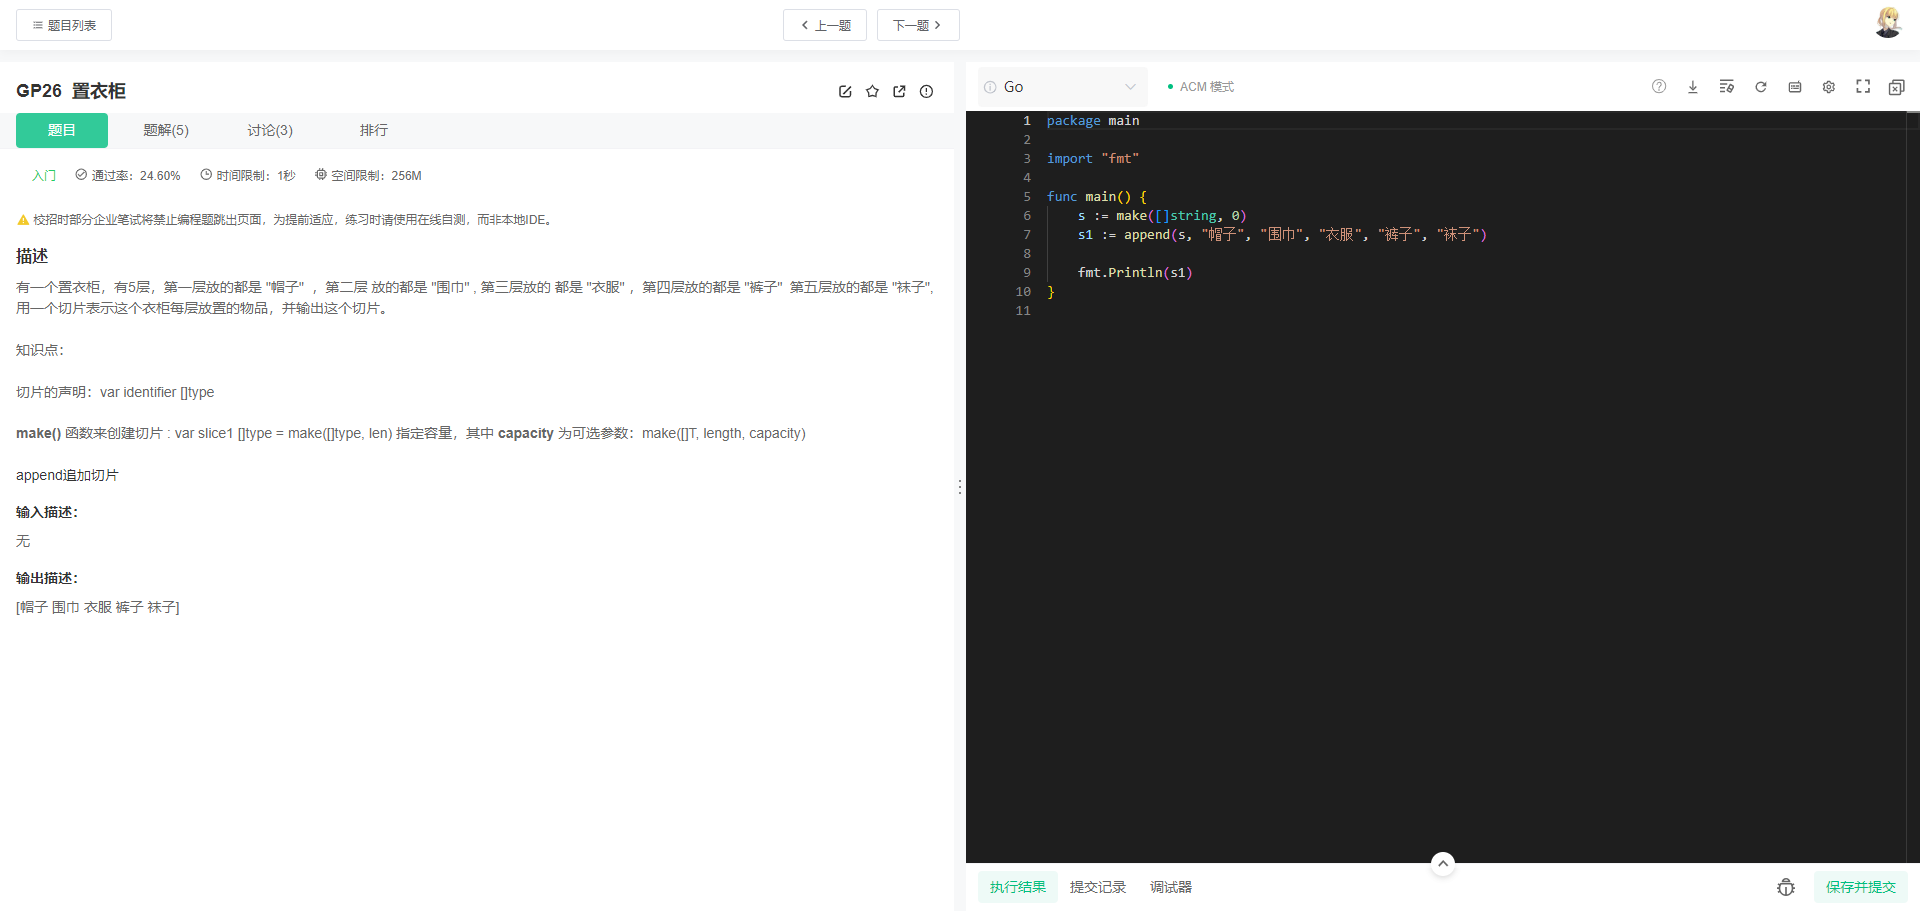 题目列表
上一题
下一题
GP26 置衣柜
题目
题解(5)
讨论(3)
排行
入门
通过率：24.60%
时间限制：1秒
空间限制：256M
校招时部分企业笔试将禁止编程题跳出页面，为提前适应，练习时请使用在线自测，而非本地IDE。
描述
有一个置衣柜，有5层，第一层放的都是 "帽子" ，第二层 放的都是 "围巾" , 第三层放的 都是 "衣服" ，第四层放的都是 "裤子" 第五层放的都是 "袜子",
用一个切片表示这个衣柜每层放置的物品，并输出这个切片。
知识点：
切片的声明：var identifier []type
make() 函数来创建切片 : var slice1 []type = make([]type, len) 指定容量，其中 capacity 为可选参数：make([]T, length, capacity)
append追加切片
输入描述：
无
输出描述：
[帽子 围巾 衣服 裤子 袜子]
Go
ACM 模式
1 package main
2
3 import "fmt"
4
5 func main() {
6     s := make([]string, 0)
7     s1 := append(s, "帽子", "围巾", "衣服", "裤子", "袜子")
8
9     fmt.Println(s1)
10 }
11
执行结果
提交记录
调试器
保存并提交